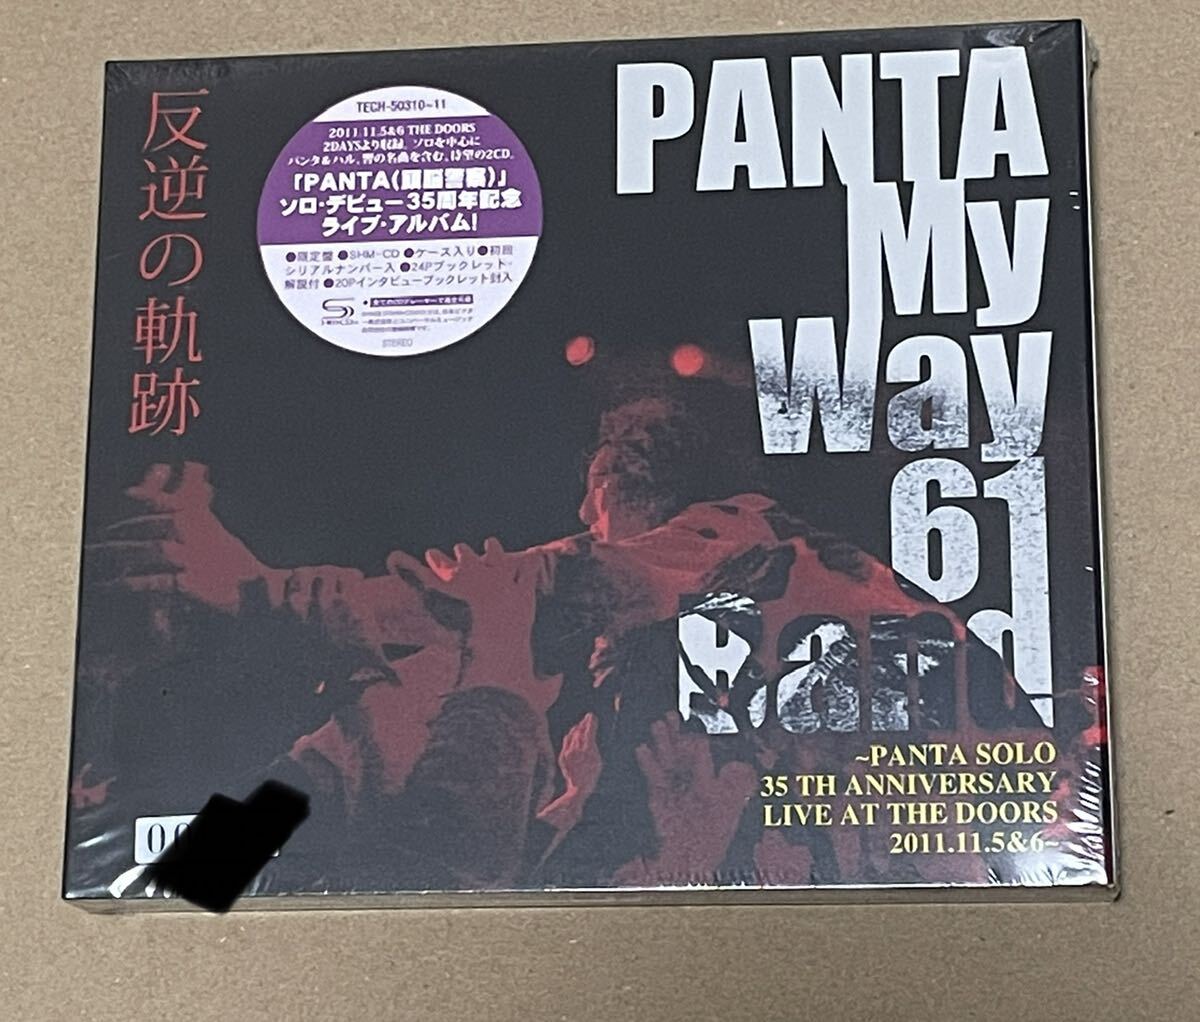 反逆の軌跡
TECH-50310~11
2011.11.5&6 THE DOORS
2DAYSより収録。ソロを中心に
パンタ&ハル、響の名曲を含む、待望の2CD。
「PANTA(頭脳警察)」
ソロ・デビュー35周年記念
ライブ・アルバム!
●限定盤 ●SHM-CD ●ケース入り●初回
シリアルナンバー入 ●24Pブックレット・
解説付 ●20Pインタビューブックレット封入
STEREO
PANTA
My
Way
61
Band
~PANTA SOLO
35 TH ANNIVERSARY
LIVE AT THE DOORS
2011.11.5&6~